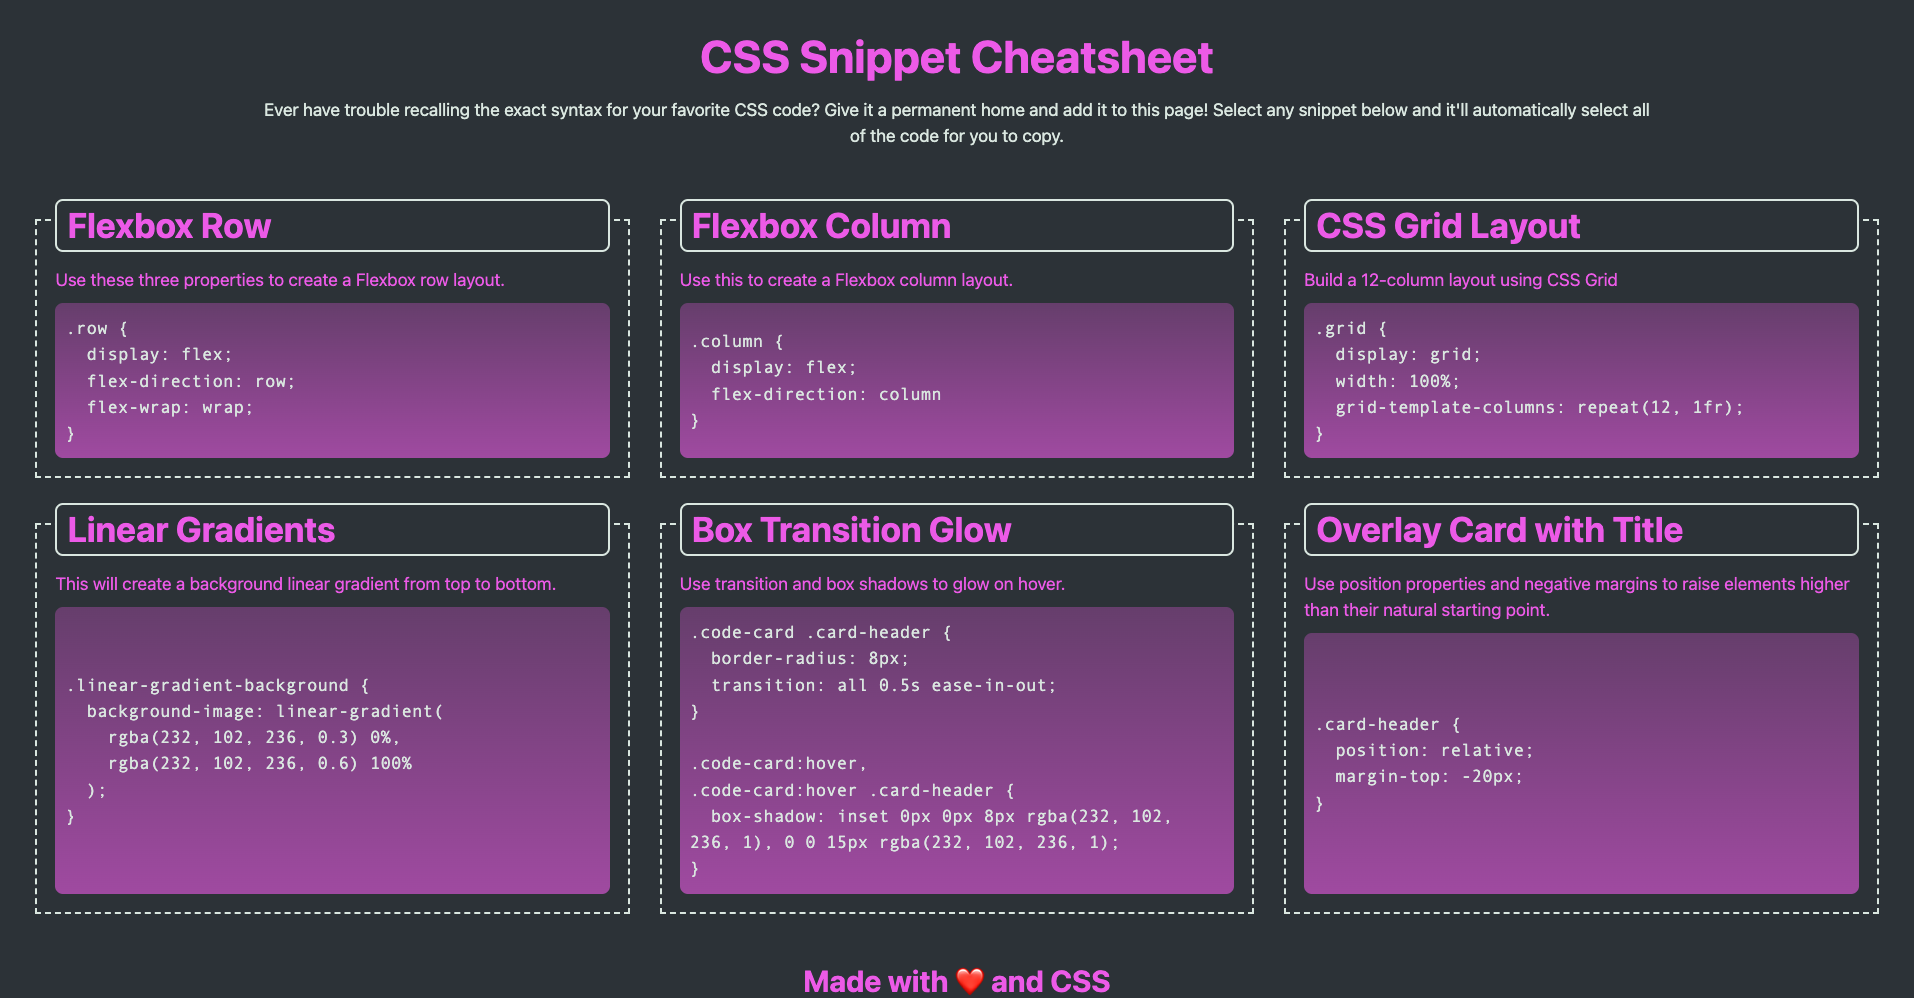 CSS Snippet Cheatsheet
Ever have trouble recalling the exact syntax for your favorite CSS code? Give it a permanent home and add it to this page! Select any snippet below and it'll automatically select all
of the code for you to copy.
Flexbox Row
Use these three properties to create a Flexbox row layout.
.row {
  display: flex;
  flex-direction: row;
  flex-wrap: wrap;
}
Flexbox Column
Use this to create a Flexbox column layout.
.column {
  display: flex;
  flex-direction: column
}
CSS Grid Layout
Build a 12-column layout using CSS Grid
.grid {
  display: grid;
  width: 100%;
  grid-template-columns: repeat(12, 1fr);
}
Linear Gradients
This will create a background linear gradient from top to bottom.
.linear-gradient-background {
  background-image: linear-gradient(
    rgba(232, 102, 236, 0.3) 0%,
    rgba(232, 102, 236, 0.6) 100%
  );
}
Box Transition Glow
Use transition and box shadows to glow on hover.
.code-card .card-header {
  border-radius: 8px;
  transition: all 0.5s ease-in-out;
}
.code-card:hover,
.code-card:hover .card-header {
  box-shadow: inset 0px 0px 8px rgba(232, 102,
236, 1), 0 0 15px rgba(232, 102, 236, 1);
}
Overlay Card with Title
Use position properties and negative margins to raise elements higher
than their natural starting point.
.card-header {
  position: relative;
  margin-top: -20px;
}
Made with ❤️ and CSS